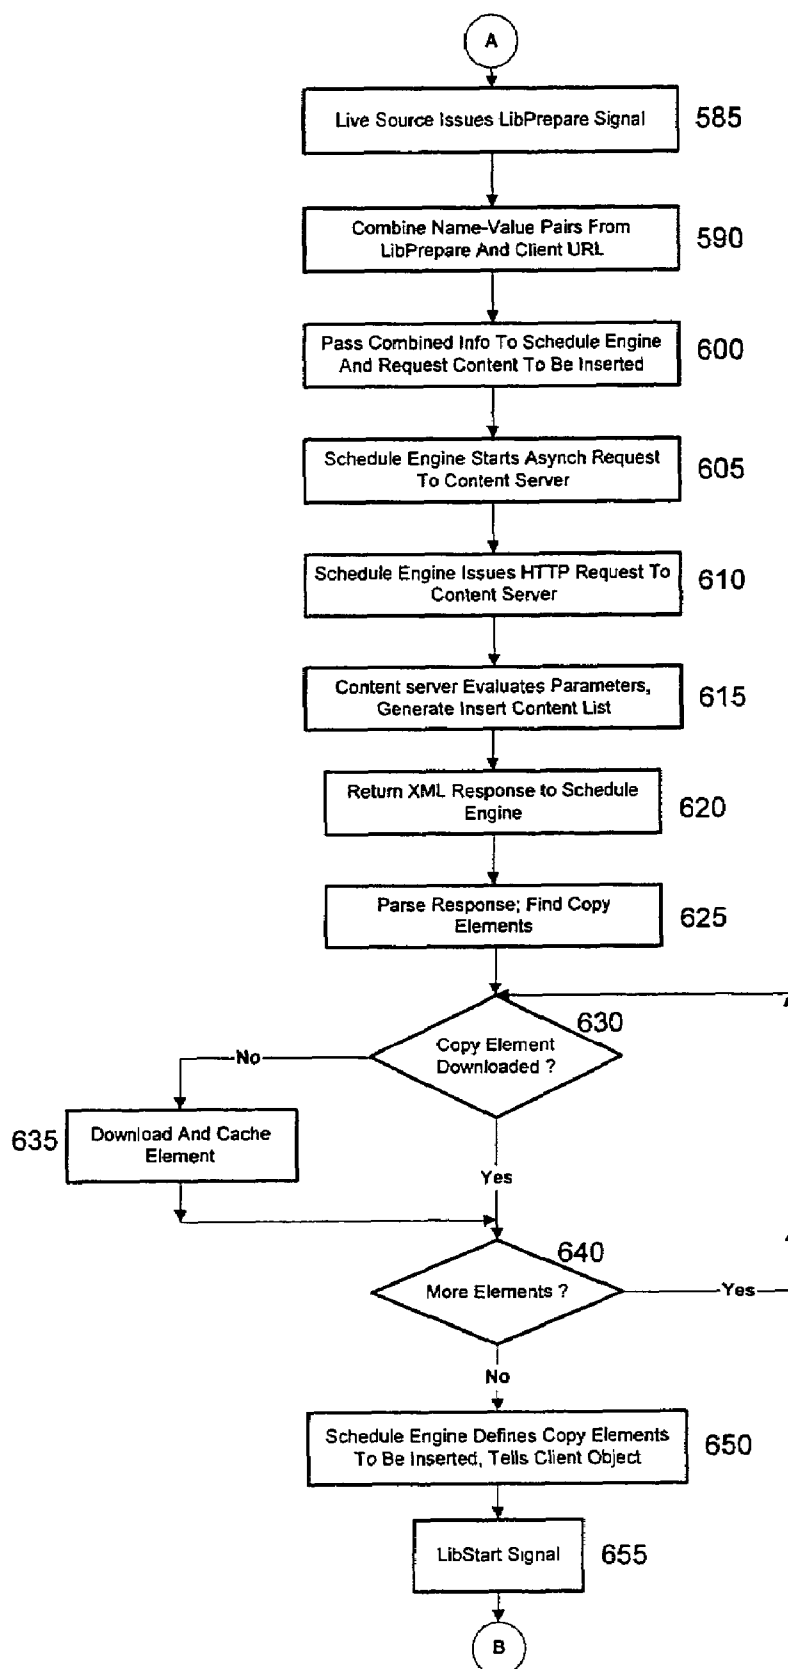 A
Live Source Issues LibPrepare Signal
585
Combine Name-Value Pairs From
LibPrepare And Client URL
590
Pass Combined Info To Schedule Engine
And Request Content To Be Inserted
600
Schedule Engine Starts Asynch Request
To Content Server
605
Schedule Engine Issues HTTP Request To
Content Server
610
Content server Evaluates Parameters,
Generate Insert Content List
615
Return XML Response to Schedule
Engine
620
Parse Response; Find Copy
Elements
625
630
Copy Element
Downloaded ?
No
635
Download And Cache
Element
Yes
640
More Elements ?
Yes
No
Schedule Engine Defines Copy Elements
To Be Inserted, Tells Client Object
650
LibStart Signal
655
B